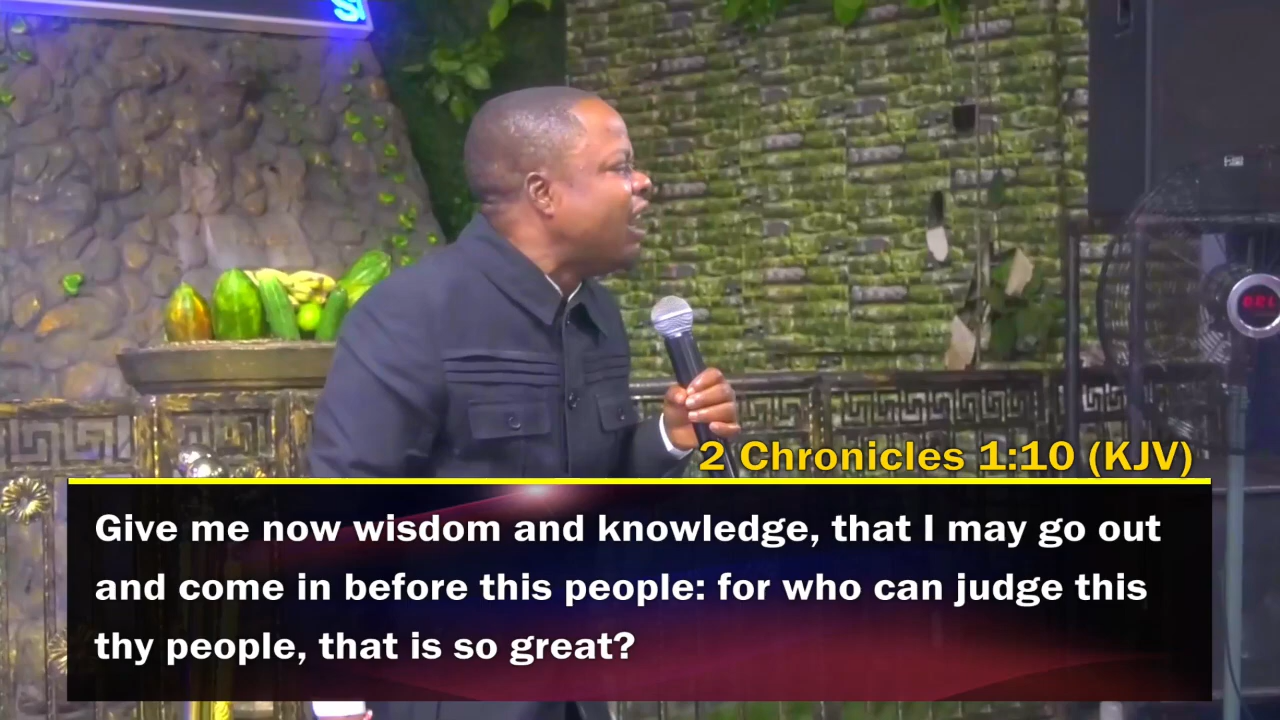 2 Chronicles 1:10 (KJV)
Give me now wisdom and knowledge, that I may go out
and come in before this people: for who can judge this
thy people, that is so great?